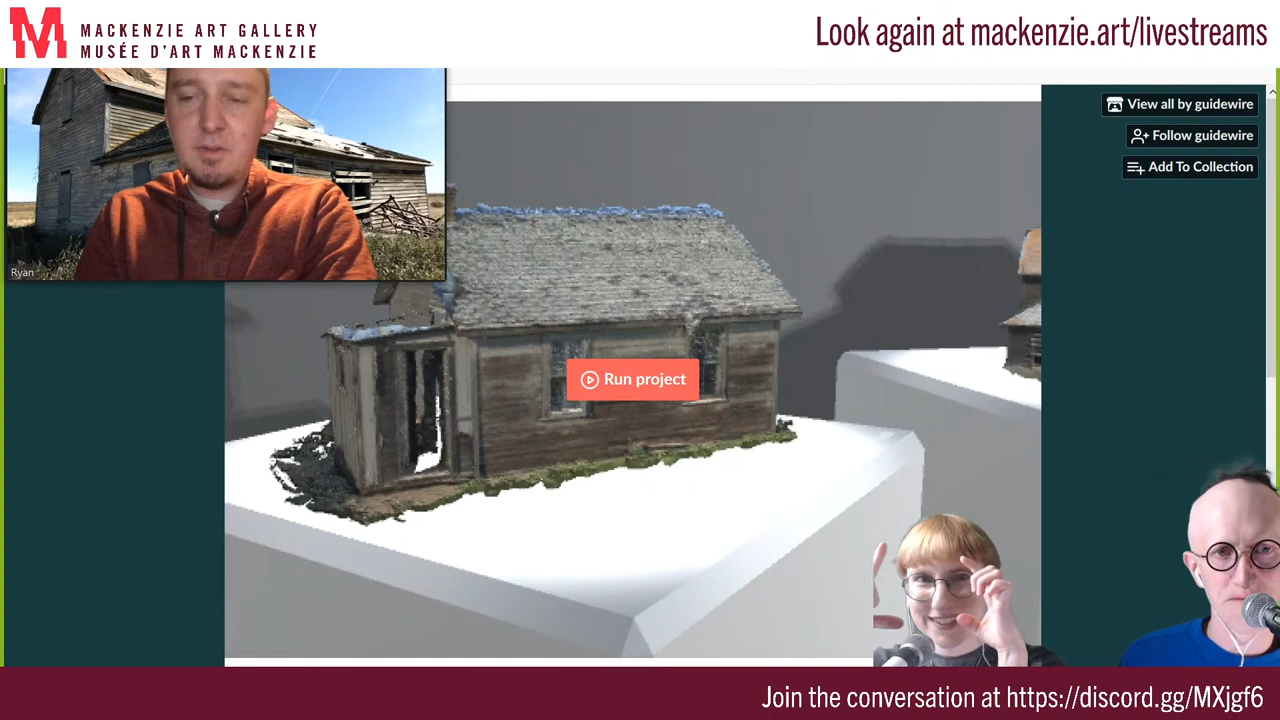 MACKENZIE ART GALLERY
MUSÉE D'ART MACKENZIE
Look again at mackenzie.art/livestreams
View all by guidewire
Follow guidewire
Add To Collection
Ryan
Run project
Join the conversation at https://discord.gg/MXjgf6